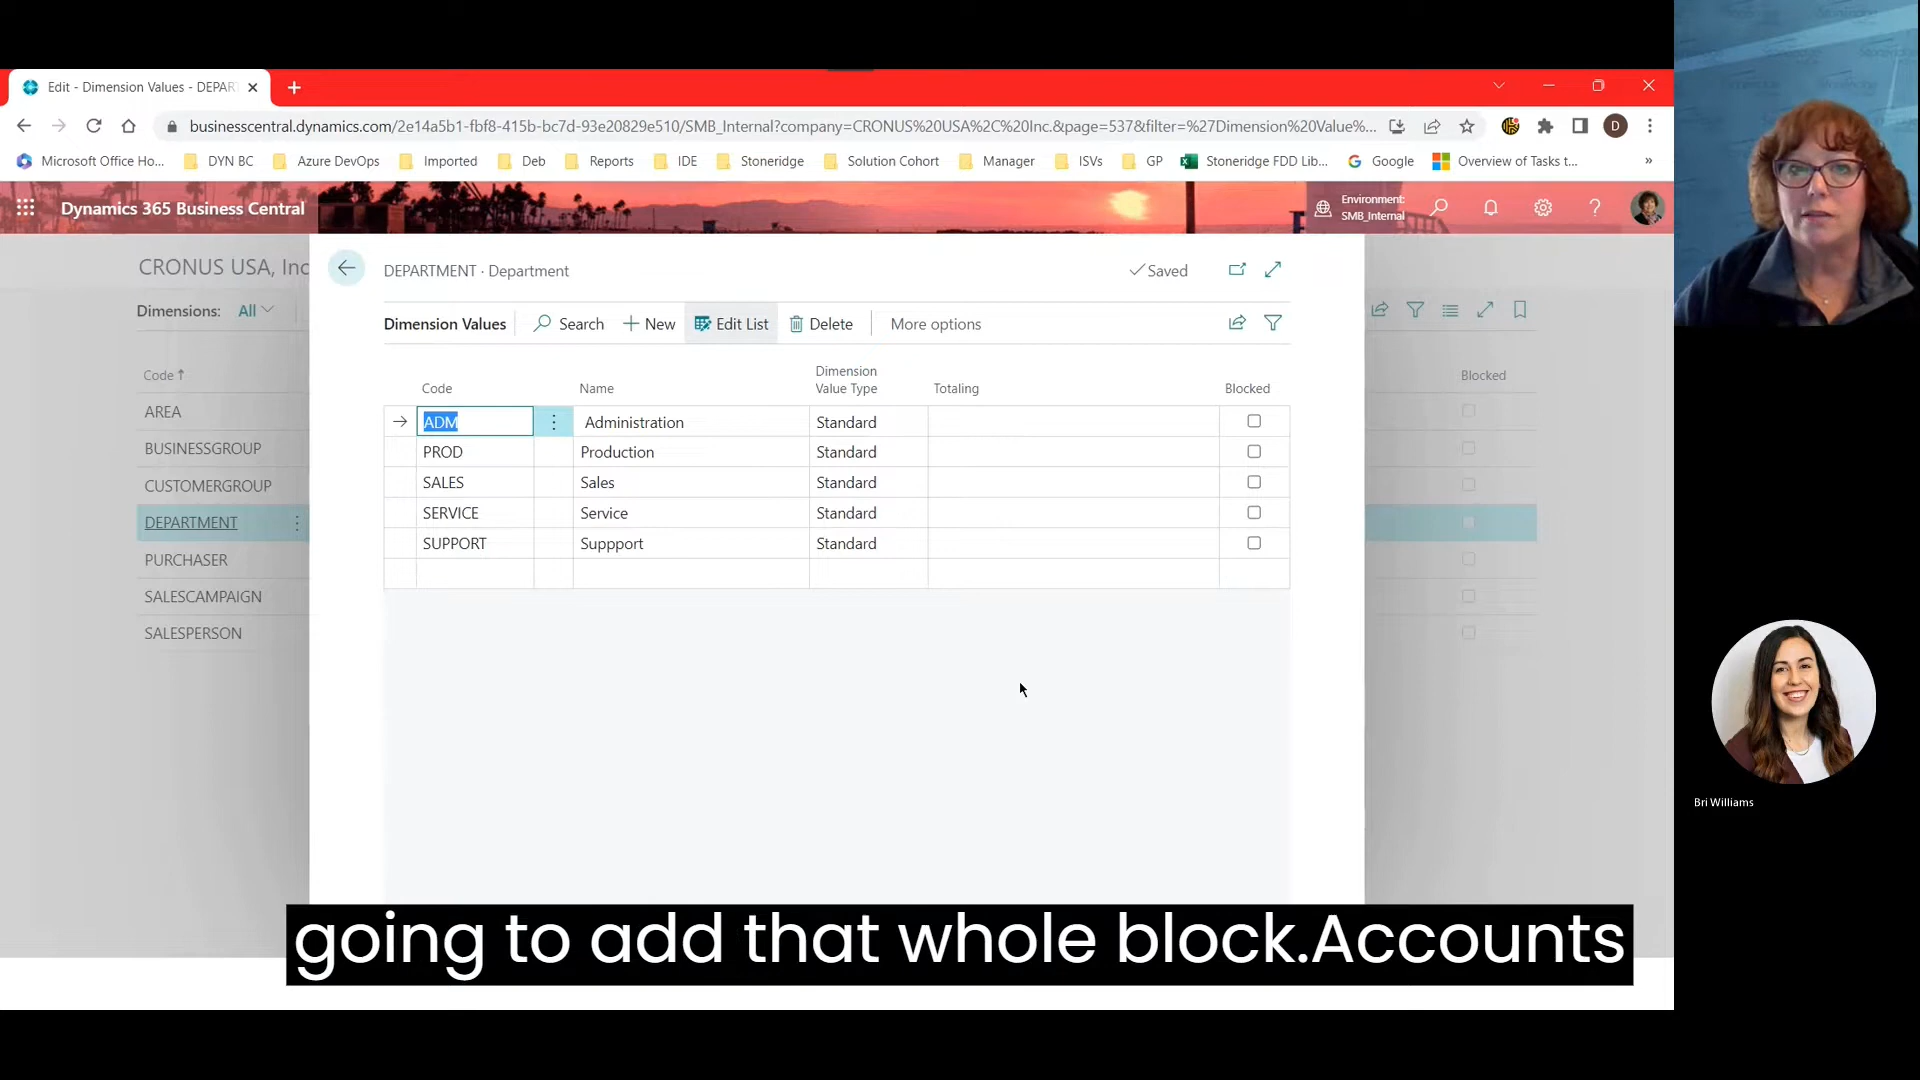 Edit - Dimension Values - DEPAR
businesscentral.dynamics.com/2e14a5b1-fbf8-415b-bc7d-93e20829e510/SMB_Internal?company=CRONUS%20USA%2C%20Inc.&page=537&filter=%27Dimension%20Value%...
D
Microsoft Office Ho... DYN BC Azure DevOps Imported Deb Reports IDE Stoneridge Solution Cohort Manager ISVs GP Stoneridge FDD Lib... Google Overview of Tasks t... »
Dynamics 365 Business Central
Environment:
SMB_Internal
?
CRONUS USA, Inc
DEPARTMENT · Department
Saved
Dimensions: All
Dimension Values Search New Edit List Delete More options
Code ↑
Blocked
Code Name Dimension Value Type Totaling Blocked
AREA
BUSINESSGROUP
CUSTOMERGROUP
DEPARTMENT
PURCHASER
SALESCAMPAIGN
SALESPERSON
ADM Administration Standard
PROD Production Standard
SALES Sales Standard
SERVICE Service Standard
SUPPORT Suppport Standard
Bri Williams
going to add that whole block.Accounts